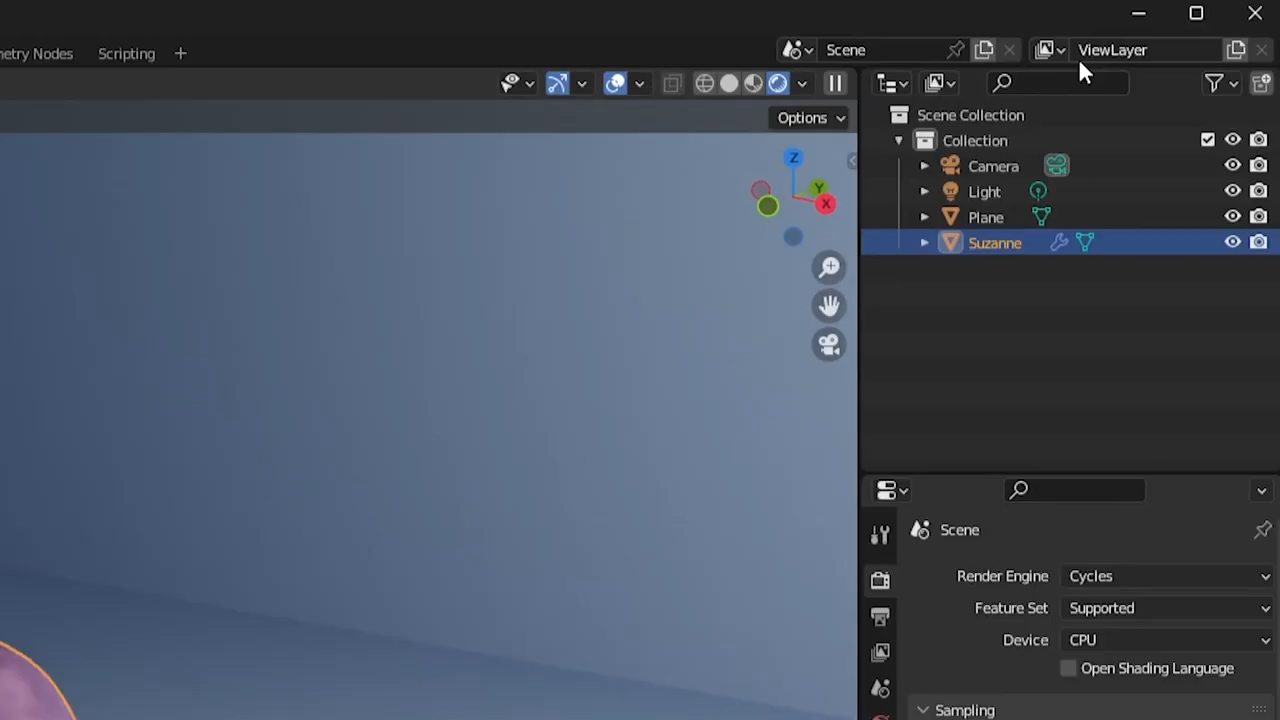 Scene
ViewLayer
etry Nodes
Scripting
Options
Scene Collection
Collection
Camera
Light
Plane
Suzanne
Z
Y
X
Scene
Render Engine
Cycles
Feature Set
Supported
Device
CPU
Open Shading Language
Sampling